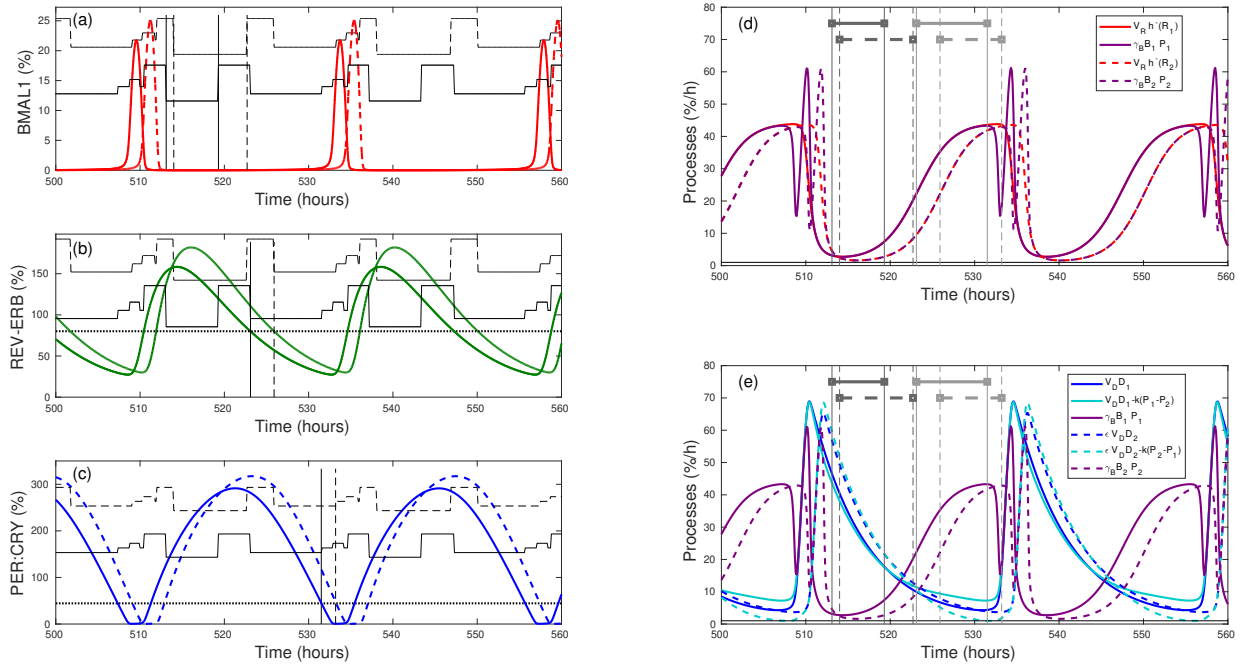 (a)
25
20
15
10
5
0
BMAL1 (%)
500 510 520 530 540 550 560
Time (hours)
(b)
150
100
50
0
REV-ERB (%)
500 510 520 530 540 550 560
Time (hours)
(c)
300
200
100
0
PER:CRY (%)
500 510 520 530 540 550 560
Time (hours)
(d)
80
70
60
50
40
30
20
10
0
Processes (%/h)
V_R h^-(R_1)
γ_B B_1 P_1
V_R h^-(R_2)
γ_B B_2 P_2
500 510 520 530 540 550 560
Time (hours)
(e)
80
70
60
50
40
30
20
10
0
Processes (%/h)
V_D D_1
V_D D_1-k(P_1-P_2)
γ_B B_1 P_1
ϵ V_D D_2
ϵ V_D D_2-k(P_2-P_1)
γ_B B_2 P_2
500 510 520 530 540 550 560
Time (hours)